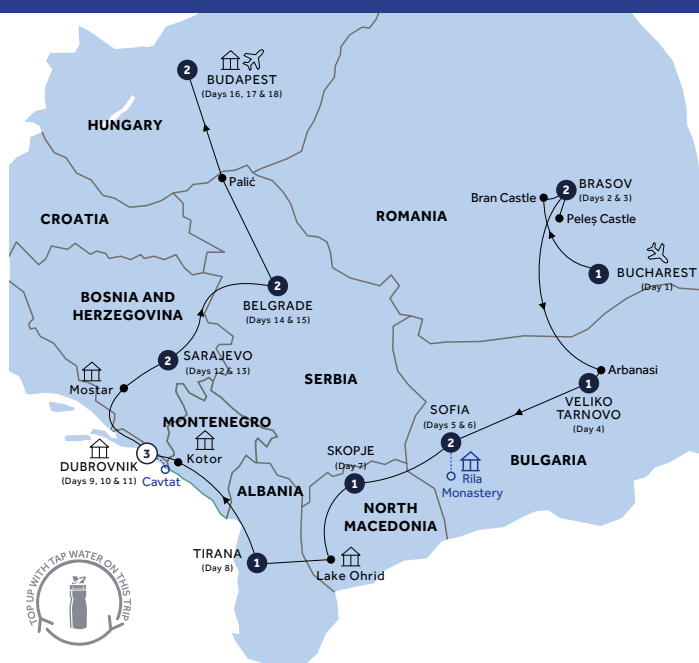 2
BUDAPEST
(Days 16, 17 & 18)
HUNGARY
Palić
CROATIA
ROMANIA
Bran Castle
2
BRASOV
(Days 2 & 3)
Peleş Castle
1
BUCHAREST
(Day 1)
BOSNIA AND
HERZEGOVINA
2
BELGRADE
(Days 14 & 15)
2
SARAJEVO
(Days 12 & 13)
Mostar
SERBIA
Arbanasi
1
VELIKO
TARNOVO
(Day 4)
MONTENEGRO
SOFIA
(Days 5 & 6)
2
3
DUBROVNIK
(Days 9, 10 & 11)
Kotor
Cavtat
SKOPJE
(Day 7)
1
BULGARIA
Rila
Monastery
ALBANIA
NORTH
MACEDONIA
TIRANA
(Day 8)
1
Lake Ohrid
TOP UP WITH TAP WATER ON THIS TRIP